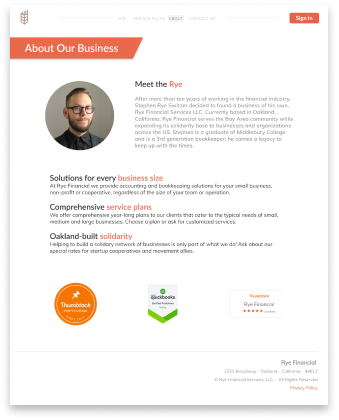 FAQ SERVICE PLANS ABOUT CONTACT US
Sign in
About Our Business
Meet the Rye
After more than ten years of working in the financial industry,
Stephen Rye Switzer decided to found a business of his own,
Rye Financial Services LLC. Currently based in Oakland,
California, Rye Financial serves the Bay Area community while
expanding its solidarity base to businesses and organizations
across the US. Stephen is a graduate of Middlebury College
and is a 3rd generation bookkeeper; he carries a legacy to
keep up with the times.
Solutions for every business size
At Rye Financial we provide accounting and bookkeeping solutions for your small business,
non-profit or cooperative, regardless of the size of your team or operation.
Comprehensive service plans
We offer comprehensive year-long plans to our clients that cater to the typical needs of small,
medium and large businesses. Choose a plan or ask for customized services.
Oakland-built solidarity
Helping to build a solidary network of businesses is only part of what we do! Ask about our
special rates for startup cooperatives and movement allies.
Thumbtack
quickbooks
Thumbtack
Rye Financial
Rye Financial
Broadway - Oakland - California - 94612
© Rye Financial Services, LLC. - All Rights Reserved
Privacy Policy